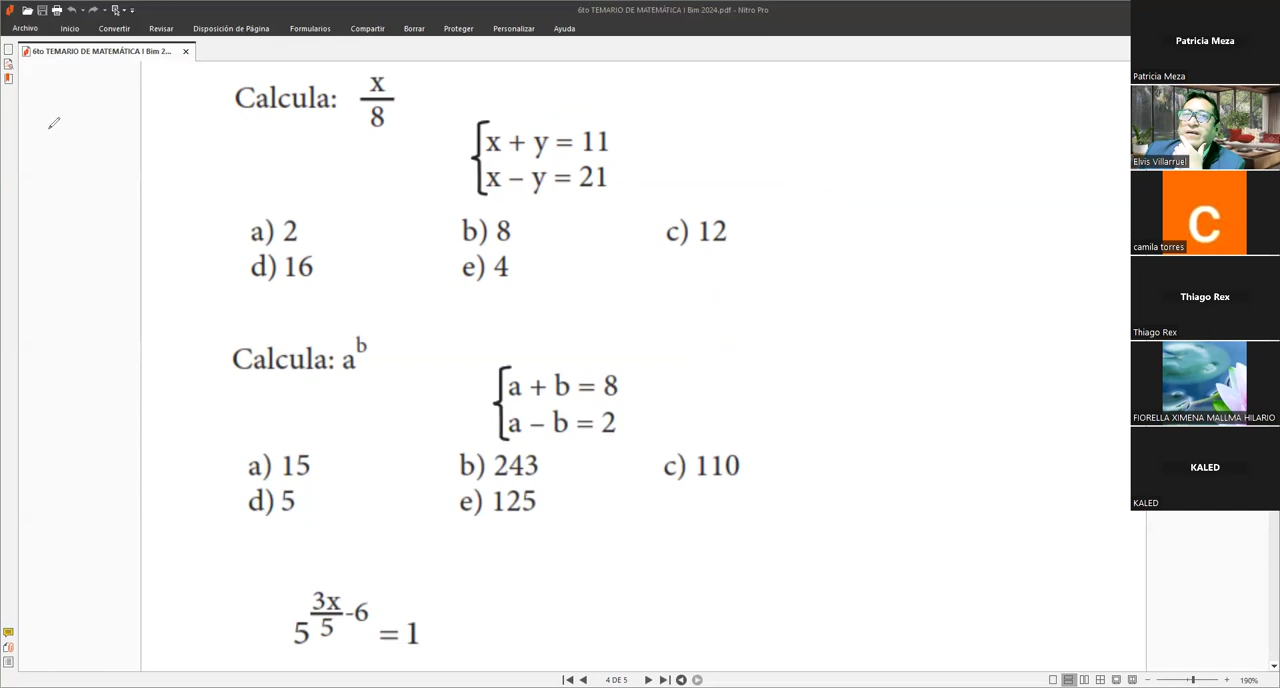 6to TEMARIO DE MATEMÁTICA I Bim 2024.pdf - Nitro Pro
Archivo Inicio Convertir Revisar Disposición de Página Formularios Compartir Borrar Proteger Personalizar Ayuda
6to TEMARIO DE MATEMÁTICA I Bim 2...
Calcula: x/8
x + y = 11
x – y = 21
a) 2 b) 8 c) 12
d) 16 e) 4
Calcula: a^b
a + b = 8
a – b = 2
a) 15 b) 243 c) 110
d) 5 e) 125
5^(3x/5 -6) = 1
4 DE 5
190%
Patricia Meza
Patricia Meza
Elvis Villarruel
C
camila torres
Thiago Rex
Thiago Rex
FIORELLA XIMENA MALLMA HILARIO
KALED
KALED